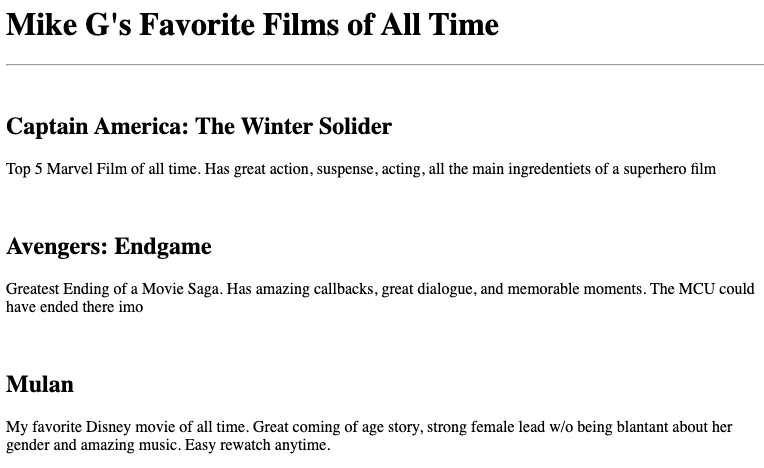 Mike G's Favorite Films of All Time
Captain America: The Winter Solider
Top 5 Marvel Film of all time. Has great action, suspense, acting, all the main ingredentiets of a superhero film
Avengers: Endgame
Greatest Ending of a Movie Saga. Has amazing callbacks, great dialogue, and memorable moments. The MCU could
have ended there imo
Mulan
My favorite Disney movie of all time. Great coming of age story, strong female lead w/o being blantant about her
gender and amazing music. Easy rewatch anytime.